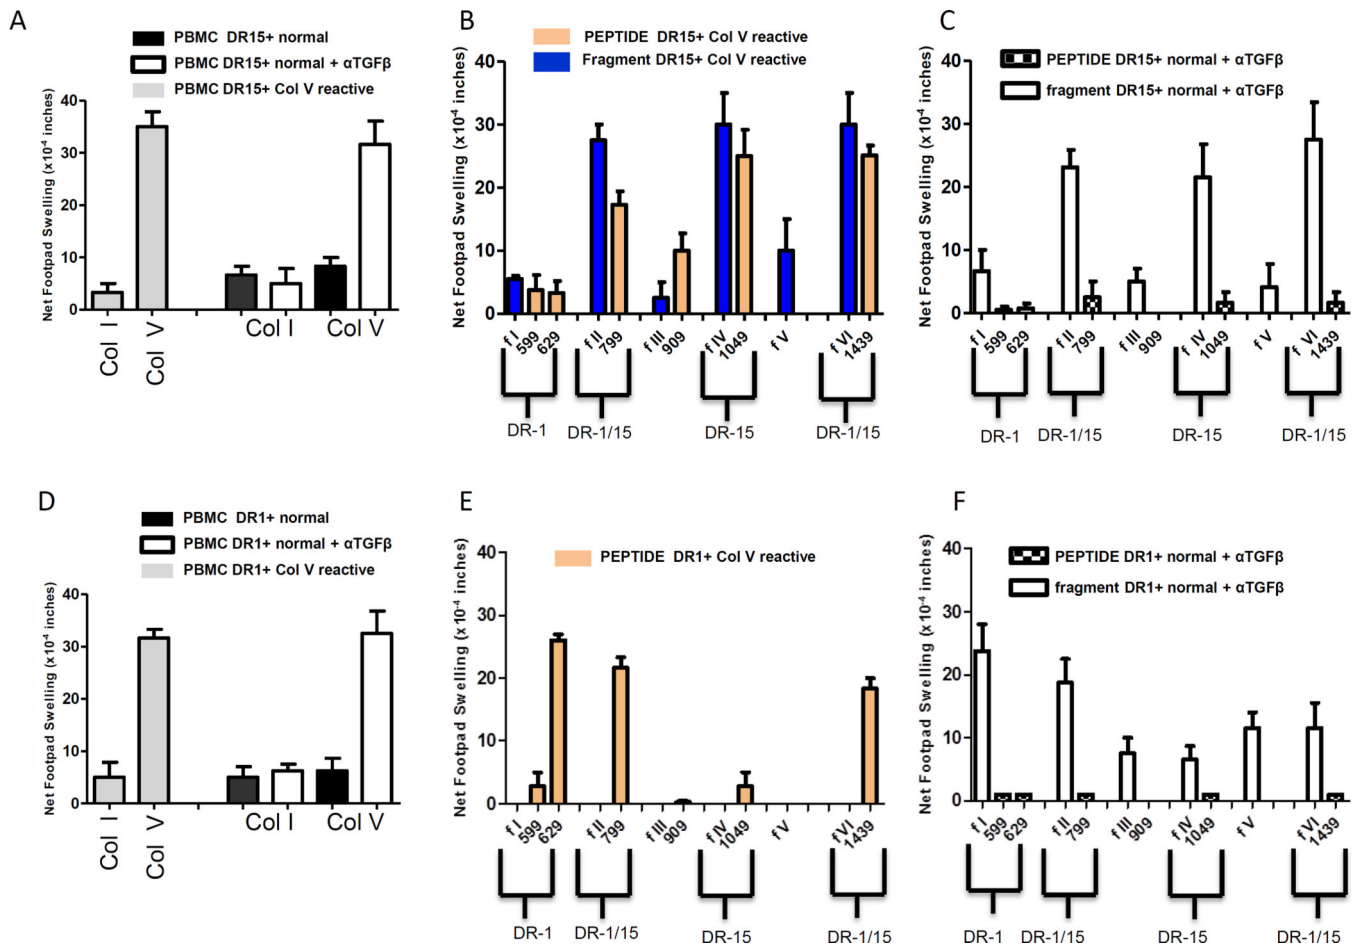 A
PBMC DR15+ normal
PBMC DR15+ normal + αTGFβ
PBMC DR15+ Col V reactive
Net Footpad Swelling (x10-4 inches)
40
30
20
10
0
Col I
Col V
Col I
Col V
B
PEPTIDE DR15+ Col V reactive
Fragment DR15+ Col V reactive
Net Footpad Swelling (x10-4 inches)
40
30
20
10
0
f I
599
629
f II
799
f III
909
f IV
1049
f V
f VI
1439
DR-1
DR-1/15
DR-15
DR-1/15
C
PEPTIDE DR15+ normal + αTGFβ
fragment DR15+ normal + αTGFβ
Net Footpad Swelling (x10-4 inches)
40
30
20
10
0
f I
599
629
f II
799
f III
909
f IV
1049
f V
f VI
1439
DR-1
DR-1/15
DR-15
DR-1/15
D
PBMC DR1+ normal
PBMC DR1+ normal + αTGFβ
PBMC DR1+ Col V reactive
Net Footpad Swelling (x10-4 inches)
40
30
20
10
0
Col I
Col V
Col I
Col V
E
PEPTIDE DR1+ Col V reactive
Net Footpad Swelling (x10-4 inches)
40
30
20
10
0
f I
599
629
f II
799
f III
909
f IV
1049
f V
f VI
1439
DR-1
DR-1/15
DR-15
DR-1/15
F
PEPTIDE DR1+ normal + αTGFβ
fragment DR1+ normal + αTGFβ
Net Footpad Swelling (x10-4 inches)
40
30
20
10
0
f I
599
629
f II
799
f III
909
f IV
1049
f V
f VI
1439
DR-1
DR-1/15
DR-15
DR-1/15